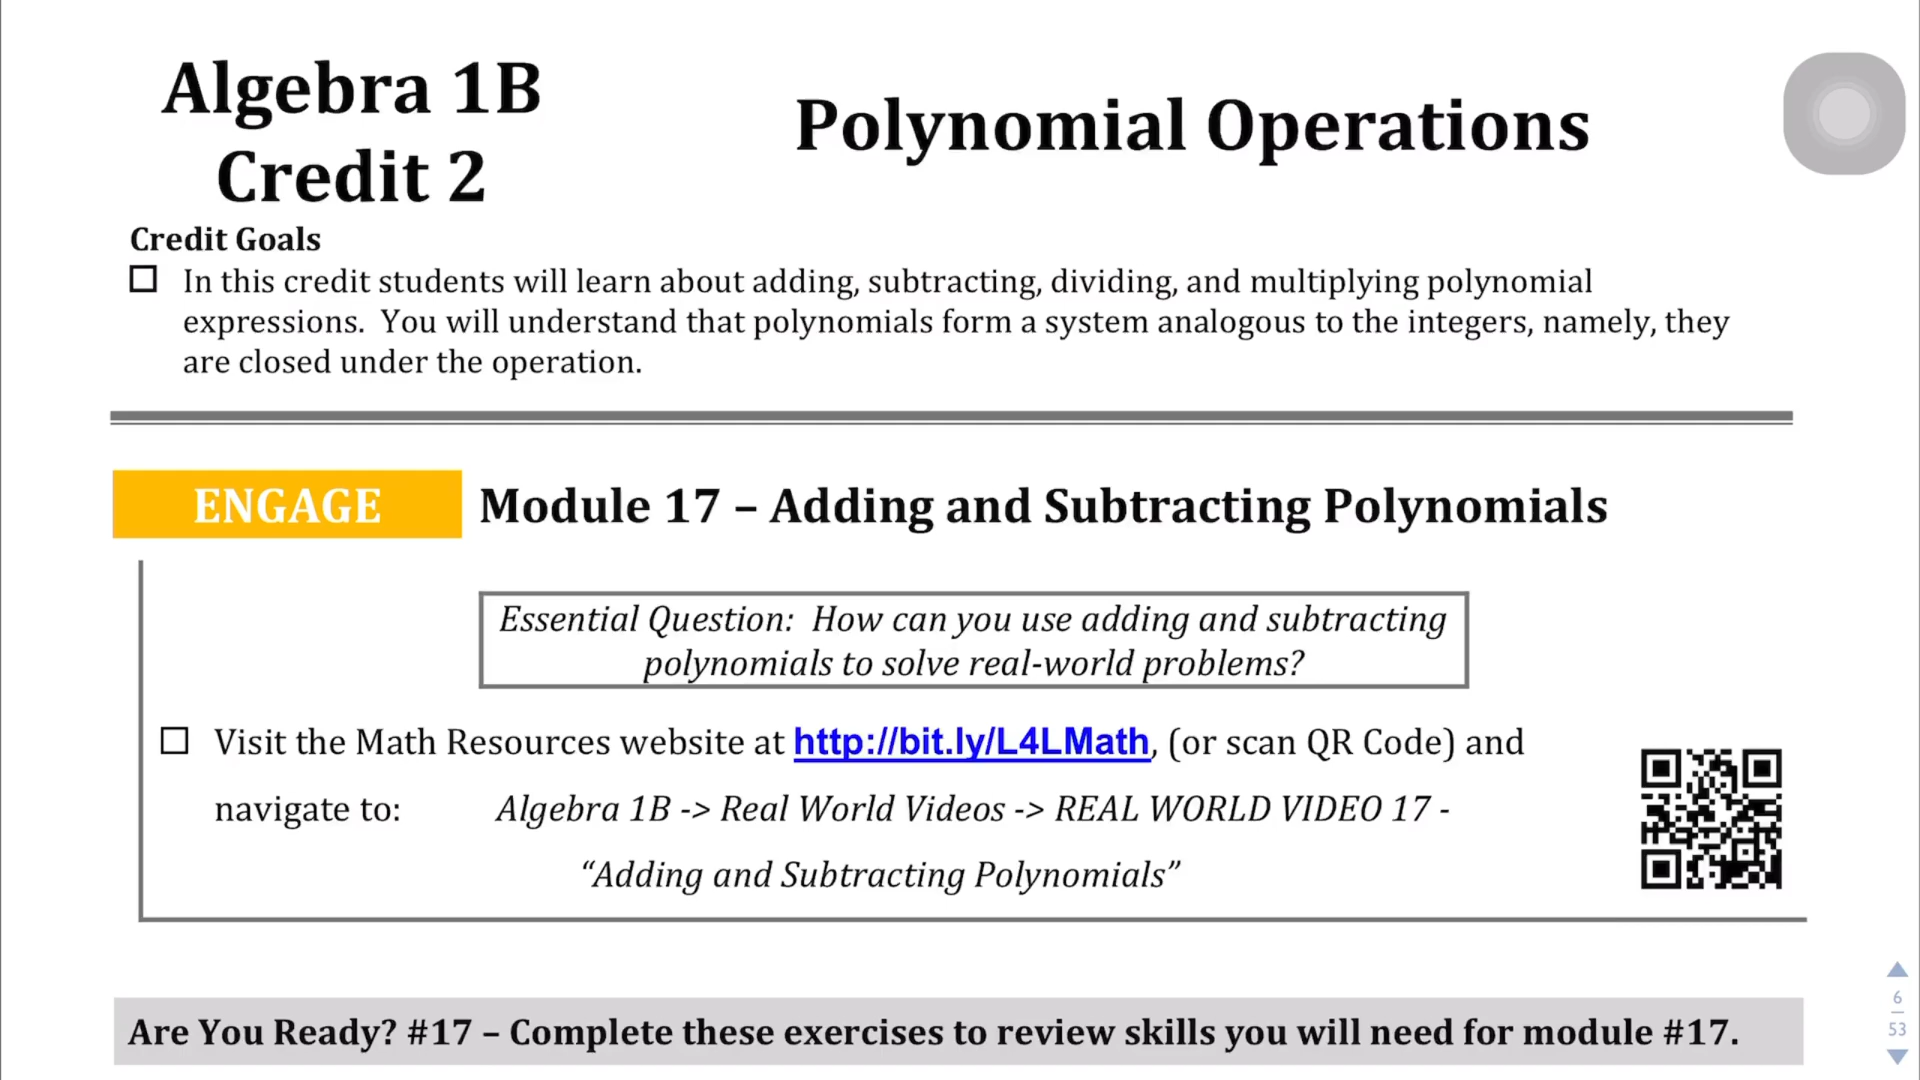 Algebra 1B
Credit 2
Polynomial Operations
Credit Goals
In this credit students will learn about adding, subtracting, dividing, and multiplying polynomial
expressions.  You will understand that polynomials form a system analogous to the integers, namely, they
are closed under the operation.
ENGAGE
Module 17 – Adding and Subtracting Polynomials
Essential Question:  How can you use adding and subtracting
polynomials to solve real-world problems?
Visit the Math Resources website at http://bit.ly/L4LMath, (or scan QR Code) and
navigate to: Algebra 1B -> Real World Videos -> REAL WORLD VIDEO 17 -
“Adding and Subtracting Polynomials”
Are You Ready? #17 – Complete these exercises to review skills you will need for module #17.
6
53